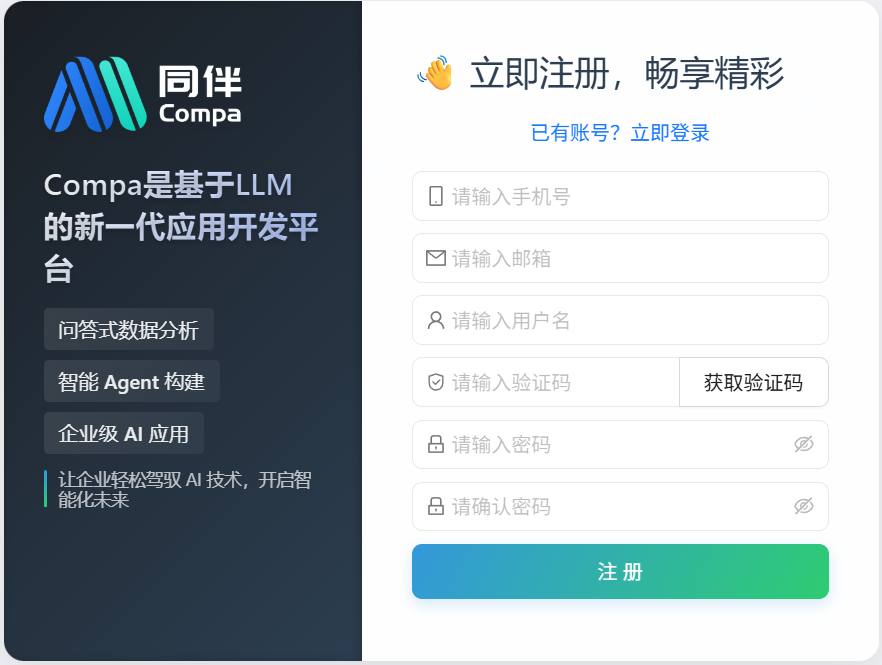 同伴
Compa
Compa是基于LLM
的新一代应用开发平
台
问答式数据分析
智能 Agent 构建
企业级 AI 应用
让企业轻松驾驭 AI 技术，开启智
能化未来
立即注册，畅享精彩
已有账号？立即登录
请输入手机号
请输入邮箱
请输入用户名
请输入验证码
获取验证码
请输入密码
请确认密码
注 册